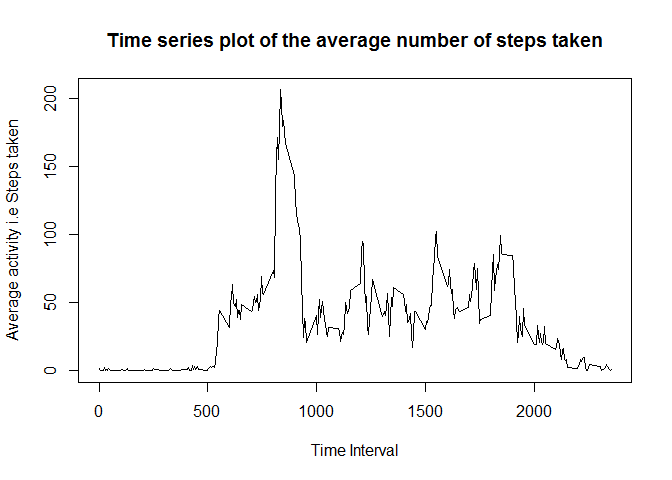 Time series plot of the average number of steps taken
Average activity i.e Steps taken
200
150
100
50
0
0 500 1000 1500 2000
Time Interval